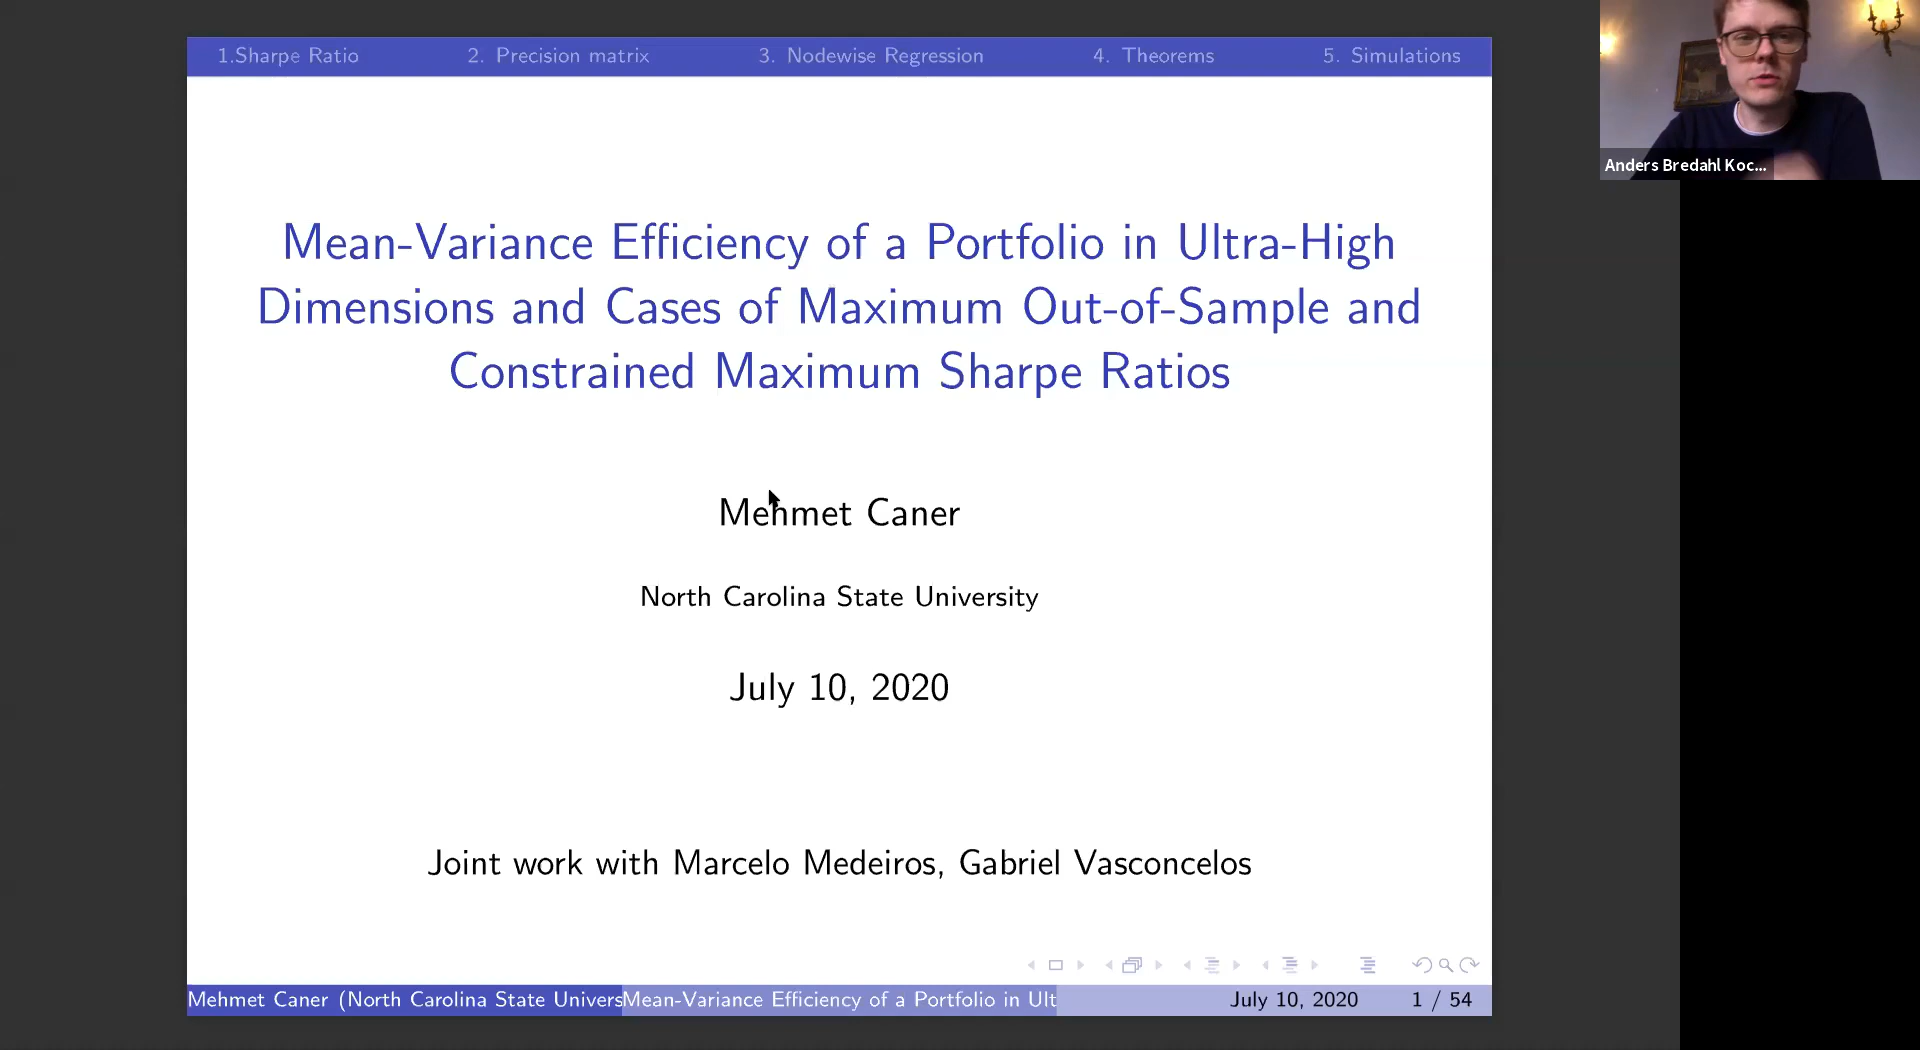 1.Sharpe Ratio 2. Precision matrix 3. Nodewise Regression 4. Theorems 5. Simulations
Anders Bredahl Koc...
Mean-Variance Efficiency of a Portfolio in Ultra-High
Dimensions and Cases of Maximum Out-of-Sample and
Constrained Maximum Sharpe Ratios
Mehmet Caner
North Carolina State University
July 10, 2020
Joint work with Marcelo Medeiros, Gabriel Vasconcelos
Mehmet Caner (North Carolina State Univers Mean-Variance Efficiency of a Portfolio in Ult July 10, 2020 1 / 54